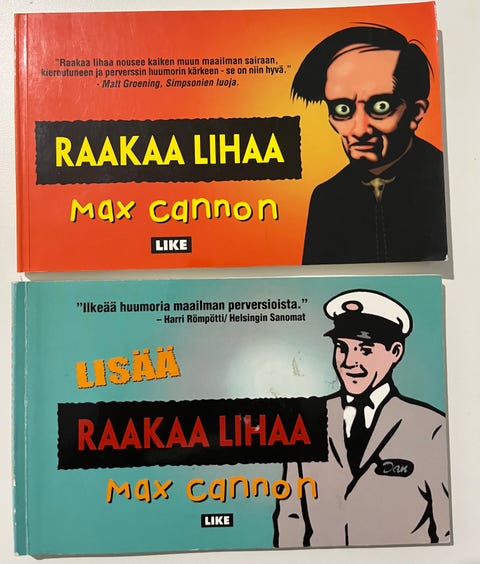 "Raakaa lihaa nousee kaiken muun maailman sairaan,
kieroutuneen ja perverssin huumorin kärkeen - se on niin hyvä."
- Matt Groening, Simpsonien luoja.
RAAKAA LIHAA
Max Cannon
LIKE
"Ilkeää huumoria maailman perversioista."
– Harri Römpötti/ Helsingin Sanomat
LISÄÄ
RAAKAA LIHAA
Max Cannon
Dan
LIKE